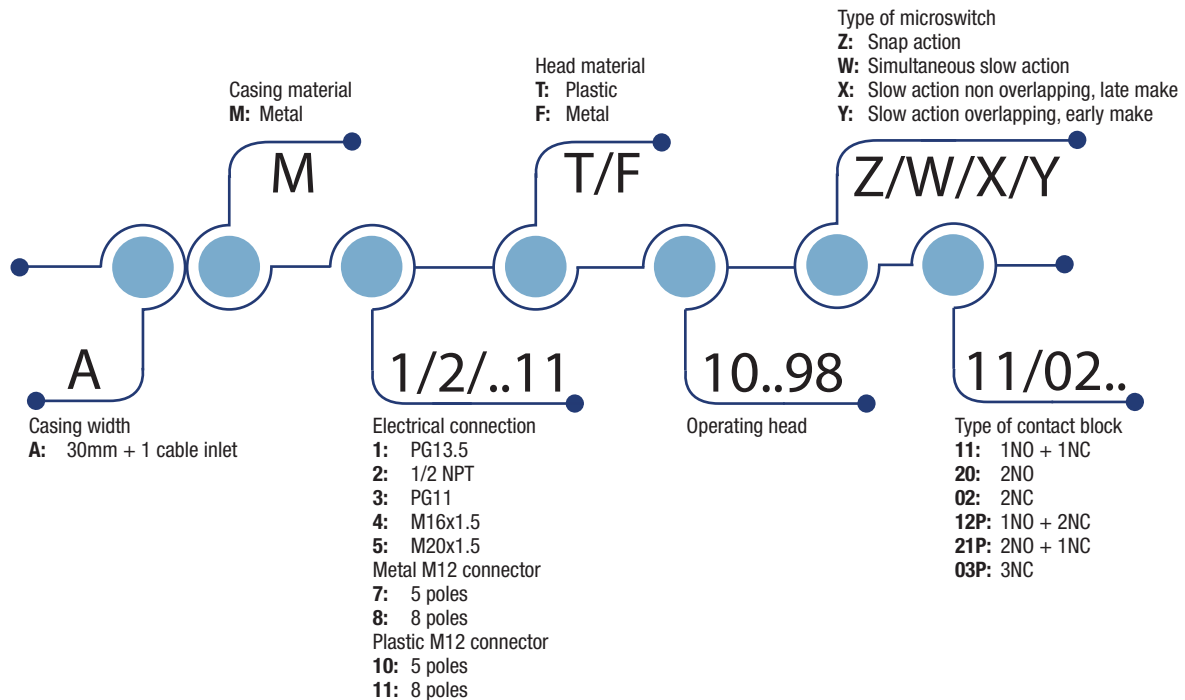 Type of microswitch
Z: Snap action
W: Simultaneous slow action
X: Slow action non overlapping, late make
Y: Slow action overlapping, early make
Z/W/X/Y
Head material
T: Plastic
F: Metal
T/F
Casing material
M: Metal
M
A
Casing width
A: 30mm + 1 cable inlet
1/2/..11
Electrical connection
1: PG13.5
2: 1/2 NPT
3: PG11
4: M16x1.5
5: M20x1.5
Metal M12 connector
7: 5 poles
8: 8 poles
Plastic M12 connector
10: 5 poles
11: 8 poles
10..98
Operating head
11/02..
Type of contact block
11: 1NO + 1NC
20: 2NO
02: 2NC
12P: 1NO + 2NC
21P: 2NO + 1NC
03P: 3NC